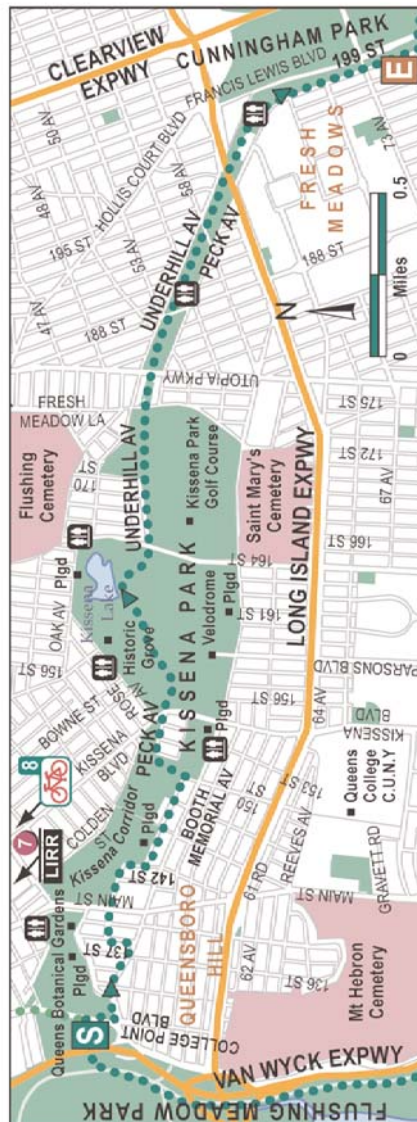 CLEARVIEW
EXPWY
CUNNINGHAM PARK
FRANCIS LEWIS BLVD
199 ST
E
50 AV
48 AV
HOLLIS COURT BLVD
58 AV
53 AV
195 ST
47 AV
188 ST
UNDERHILL AV
PECK AV
FRESH
MEADOWS
73 AV
188 ST
0.5
Miles
0
N
UTOPIA PKWY
FRESH
MEADOW LA
175 ST
172 ST
67 AV
Flushing
Cemetery
170
ST
UNDERHILL AV
Kissena Park
Golf Course
Saint Mary's
Cemetery
LONG ISLAND EXPWY
166 ST
164 ST
Plgd
OAK AV
Kissena
Lake
Historic
Grove
KISSENA PARK
Velodrome
Plgd
161 ST
156 ST
ROSE
AV
BOWNE ST
KISSENA
BLVD
PECK AV
Plgd
156 ST
64 AV
PARSONS BLVD
KISSENA
BLVD
8
7
LIRR
COLDEN
ST
Kissena Corridor
Plgd
BOOTH
MEMORIAL AV
150
ST
153 ST
REEVES AV
Queens
College
C.U.N.Y
GRAVETT RD
142 ST
MAIN ST
61 RD
MAIN ST
Queens Botanical Gardens
Plgd
137 ST
QUEENSBORO
HILL
62 AV
136 ST
Mt Hebron
Cemetery
S
COLLEGE POINT
BLVD
VAN WYCK EXPWY
FLUSHING MEADOW PARK